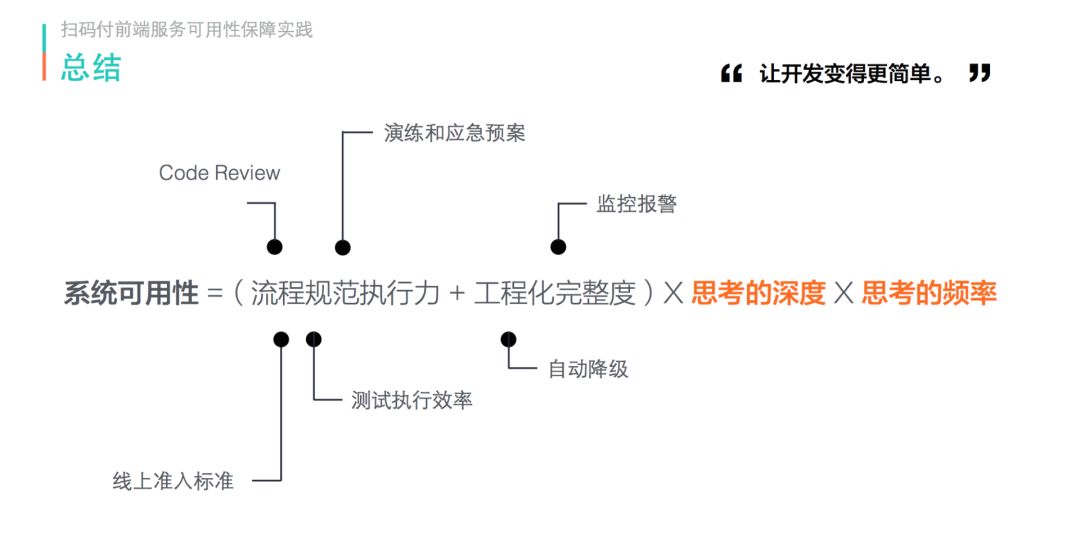 扫码付前端服务可用性保障实践
总结
“ 让开发变得更简单。 ”
演练和应急预案
Code Review
监控报警
系统可用性 =（ 流程规范执行力 + 工程化完整度 ）X 思考的深度 X 思考的频率
自动降级
测试执行效率
线上准入标准